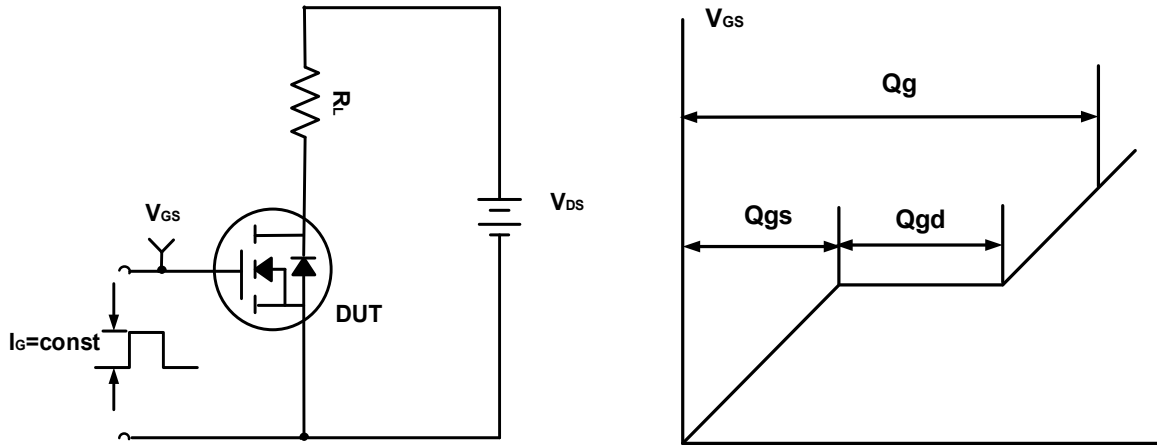 RL
VGS
VDS
DUT
IG=const
VGS
Qg
Qgs
Qgd